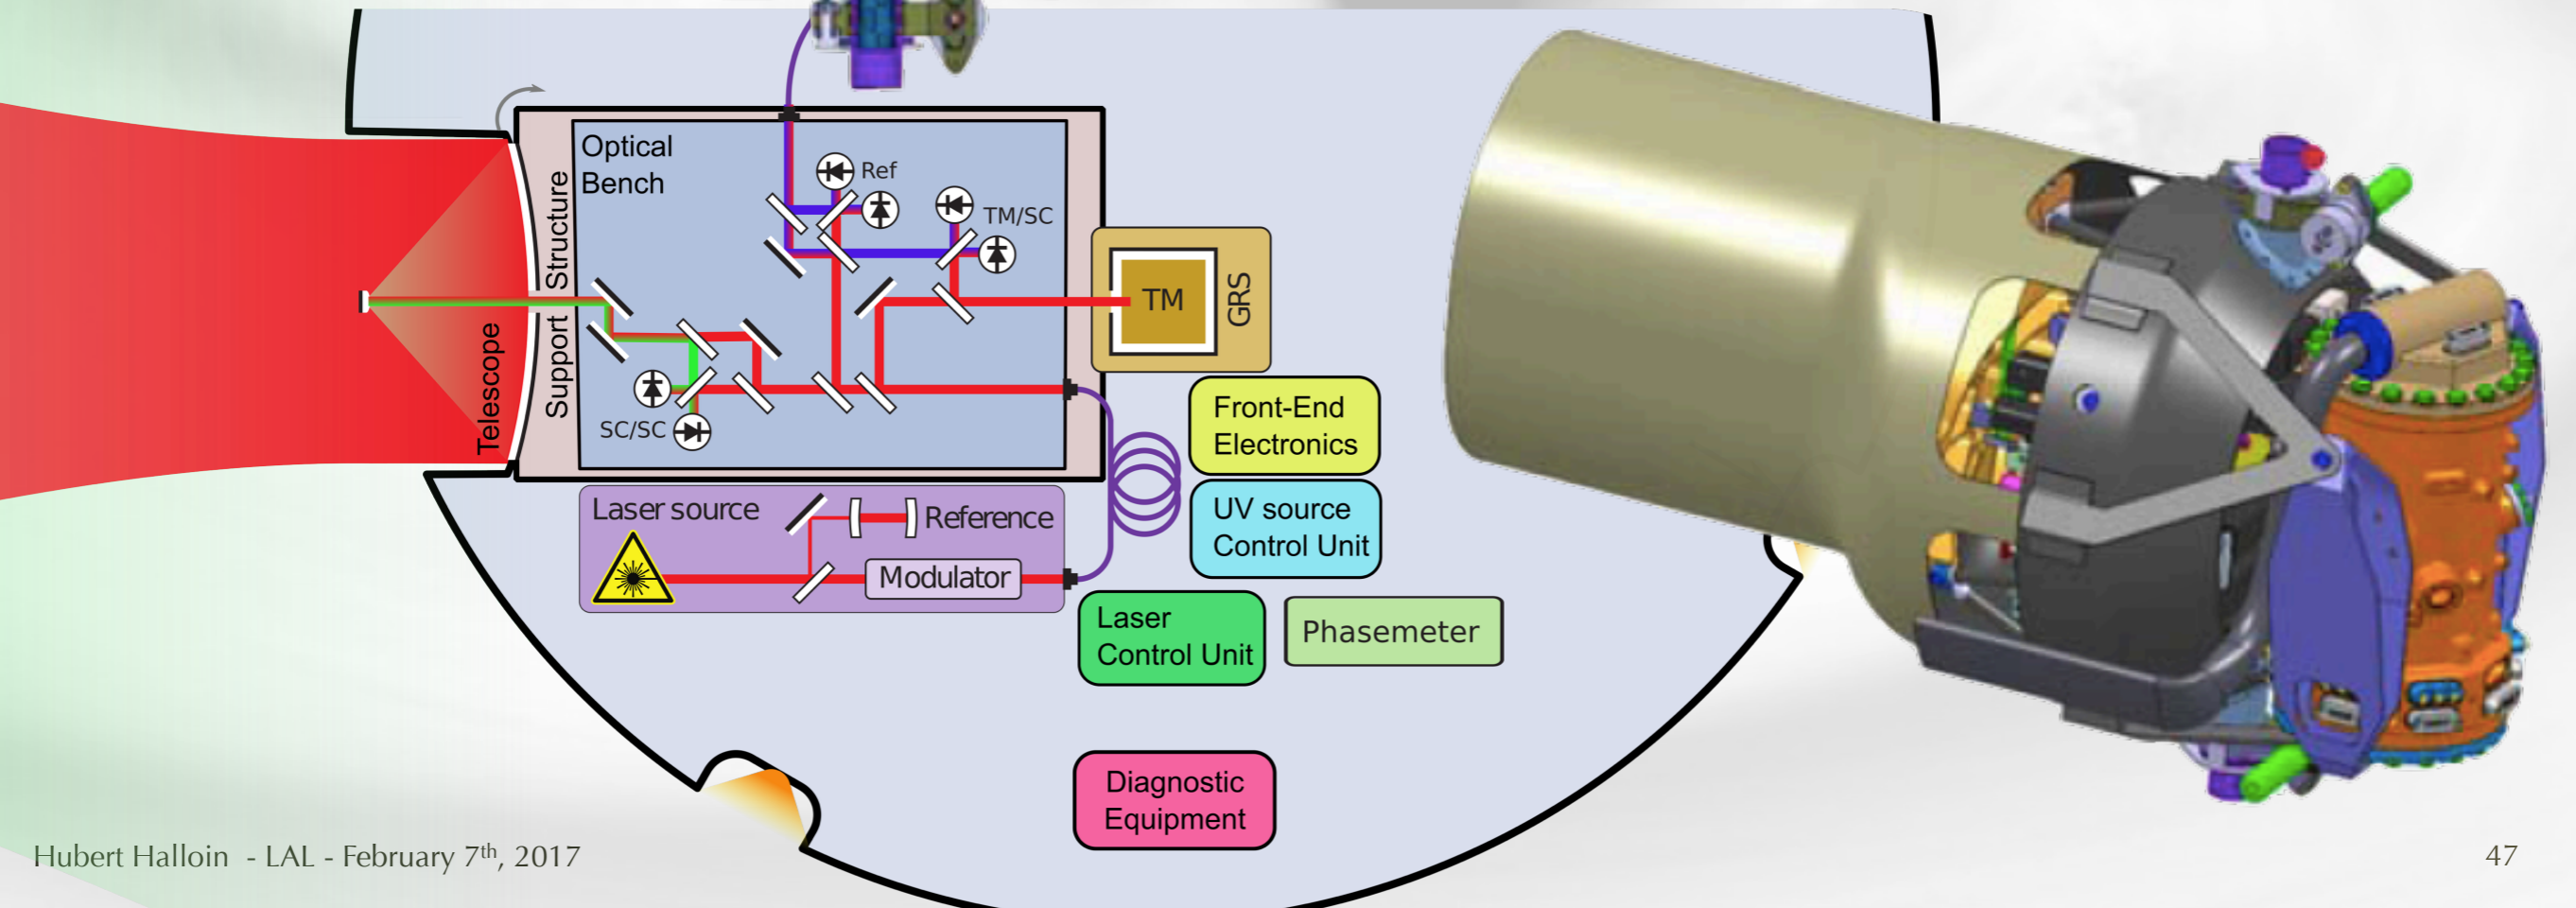 Optical
Bench
Ref
TM/SC
Support Structure
Telescope
SC/SC
TM
GRS
Front-End
Electronics
UV source
Control Unit
Laser source
Reference
Modulator
Laser
Control Unit
Phasemeter
Diagnostic
Equipment
Hubert Halloin - LAL - February 7th, 2017
47